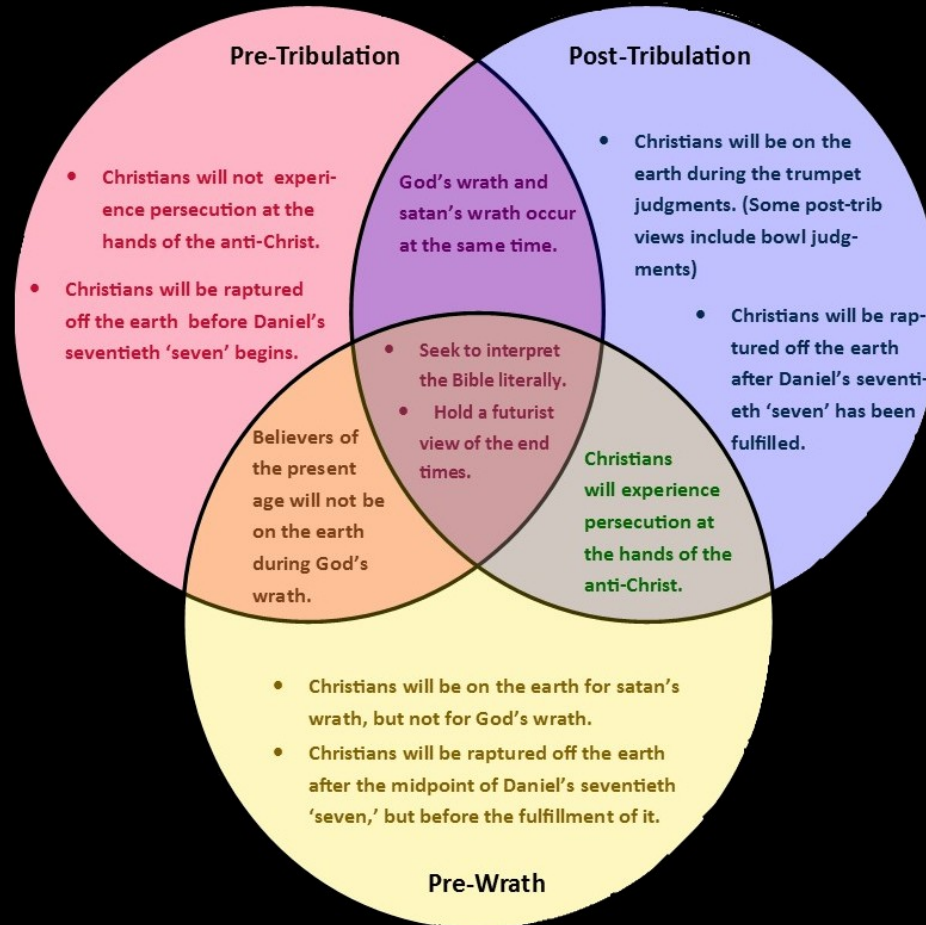 Pre-Tribulation
• Christians will not experi-
ence persecution at the
hands of the anti-Christ.
• Christians will be raptured
off the earth before Daniel's
seventieth 'seven' begins.
God's wrath and
satan's wrath occur
at the same time.
Post-Tribulation
• Christians will be on the
earth during the trumpet
judgments. (Some post-trib
views include bowl judg-
ments)
• Christians will be rap-
tured off the earth
after Daniel's seventi-
eth 'seven' has been
fulfilled.
• Seek to interpret
the Bible literally.
• Hold a futurist
view of the end
times.
Believers of
the present
age will not be
on the earth
during God's
wrath.
Christians
will experience
persecution at
the hands of the
anti-Christ.
• Christians will be on the earth for satan's
wrath, but not for God's wrath.
• Christians will be raptured off the earth
after the midpoint of Daniel's seventieth
'seven,' but before the fulfillment of it.
Pre-Wrath